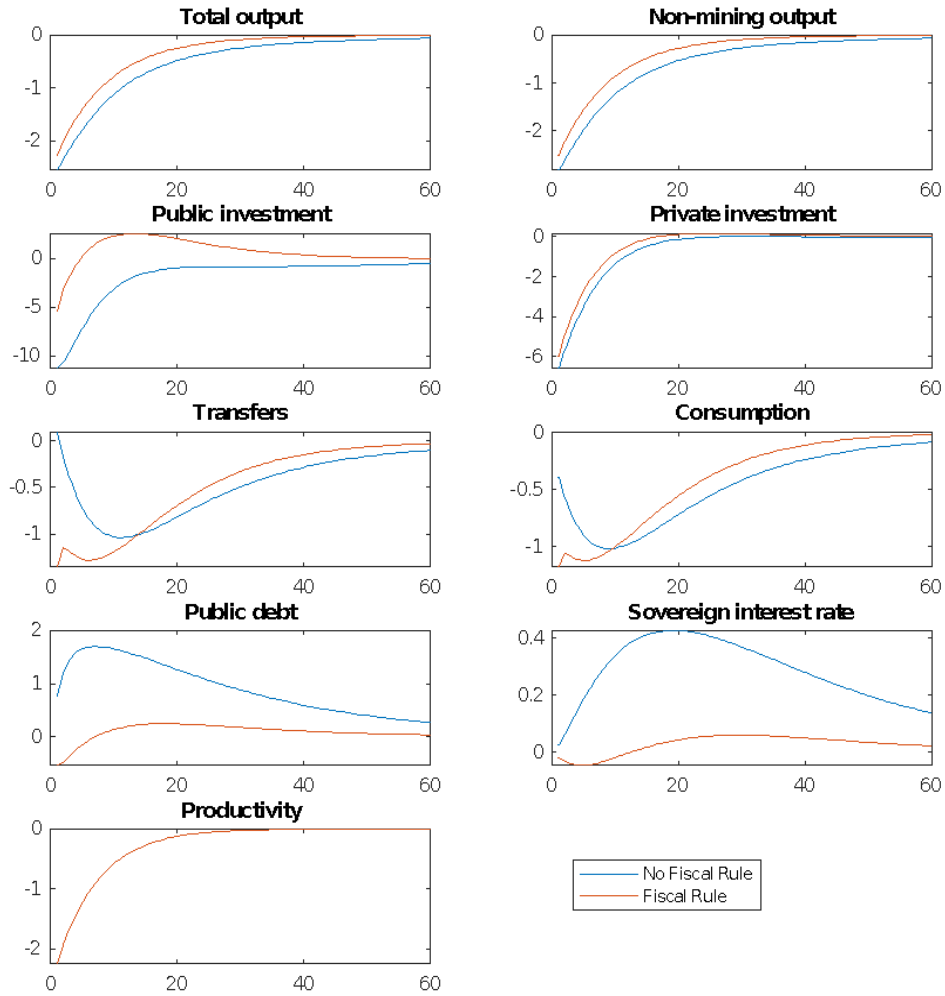 Total output
0
-1
-2
0 20 40 60
Non-mining output
0
-1
-2
0 20 40 60
Public investment
0
-5
-10
0 20 40 60
Private investment
0
-2
-4
-6
0 20 40 60
Transfers
0
-0.5
-1
0 20 40 60
Consumption
0
-0.5
-1
0 20 40 60
Public debt
2
1
0
0 20 40 60
Sovereign interest rate
0.4
0.2
0
0 20 40 60
Productivity
0
-1
-2
0 20 40 60
No Fiscal Rule
Fiscal Rule